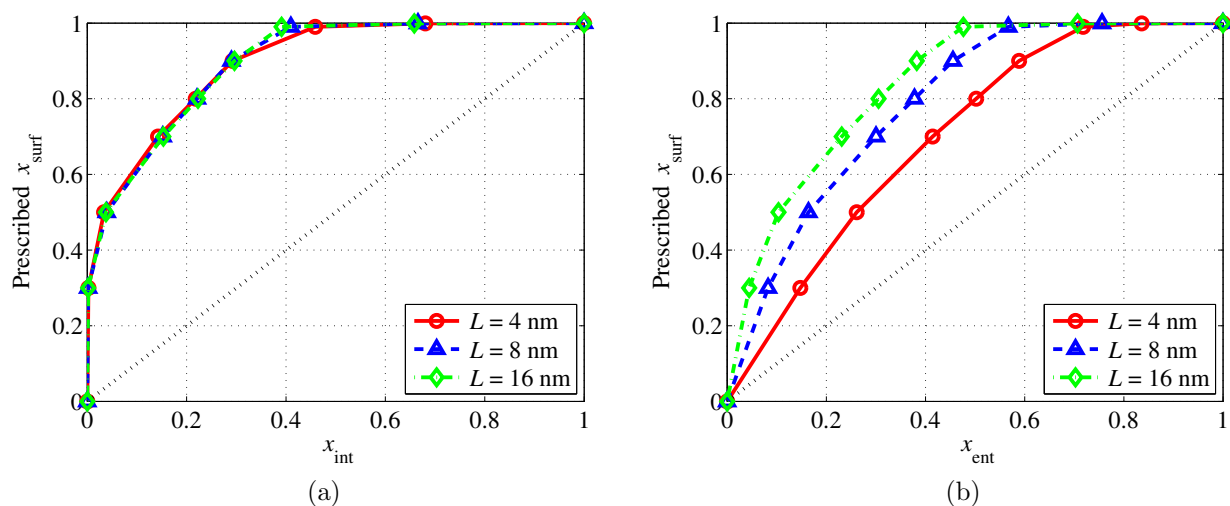 1
0.8
0.6
0.4
0.2
0
Prescribed x_surf
0 0.2 0.4 0.6 0.8 1
x_int
L = 4 nm
L = 8 nm
L = 16 nm
(a)
1
0.8
0.6
0.4
0.2
0
Prescribed x_surf
0 0.2 0.4 0.6 0.8 1
x_ent
L = 4 nm
L = 8 nm
L = 16 nm
(b)